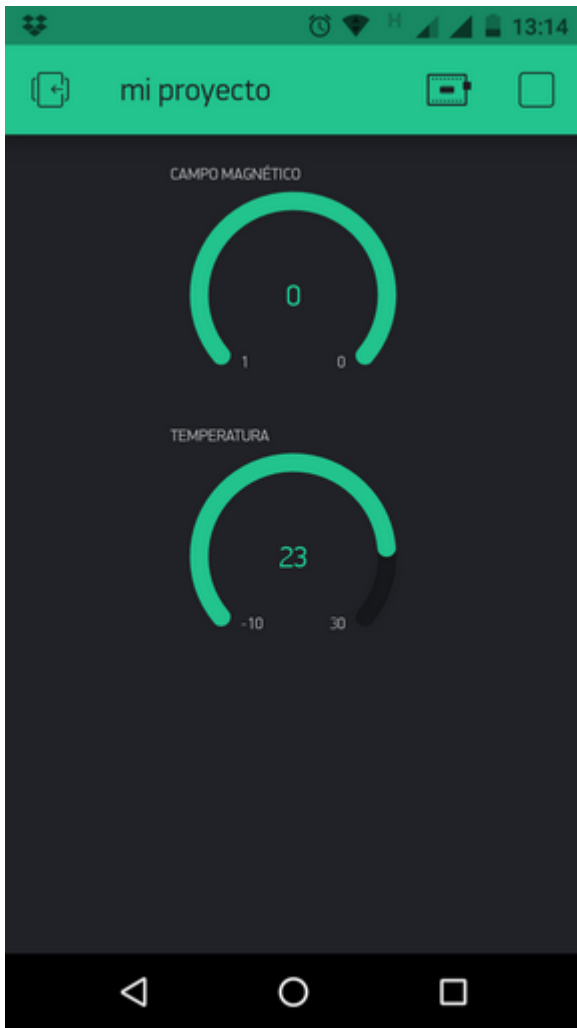 H 13:14
mi proyecto
CAMPO MAGNÉTICO
0
1 0
TEMPERATURA
23
-10 30